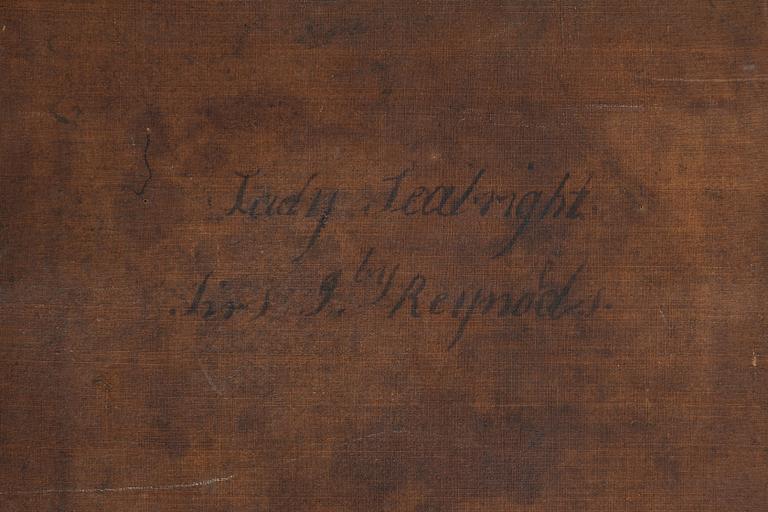 Lady Seabright.
by
Sir J. Reynolds.